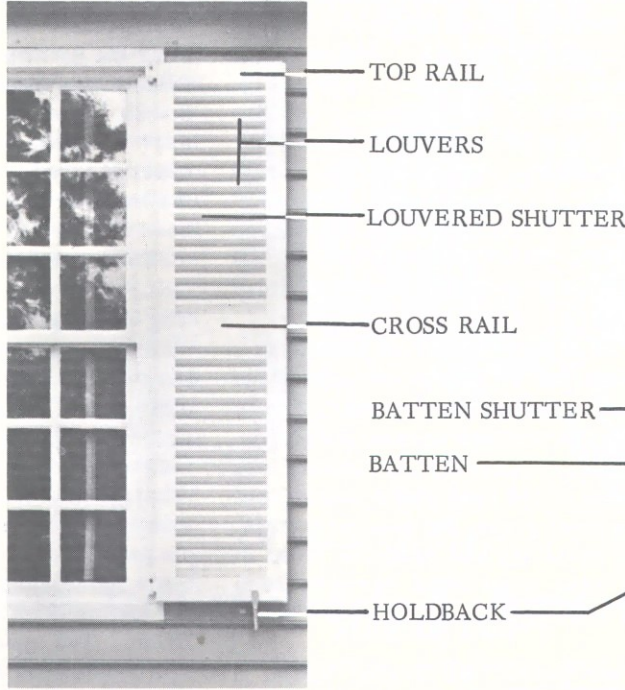 TOP RAIL
LOUVERS
LOUVERED SHUTTER
CROSS RAIL
BATTEN SHUTTER
BATTEN
HOLDBACK